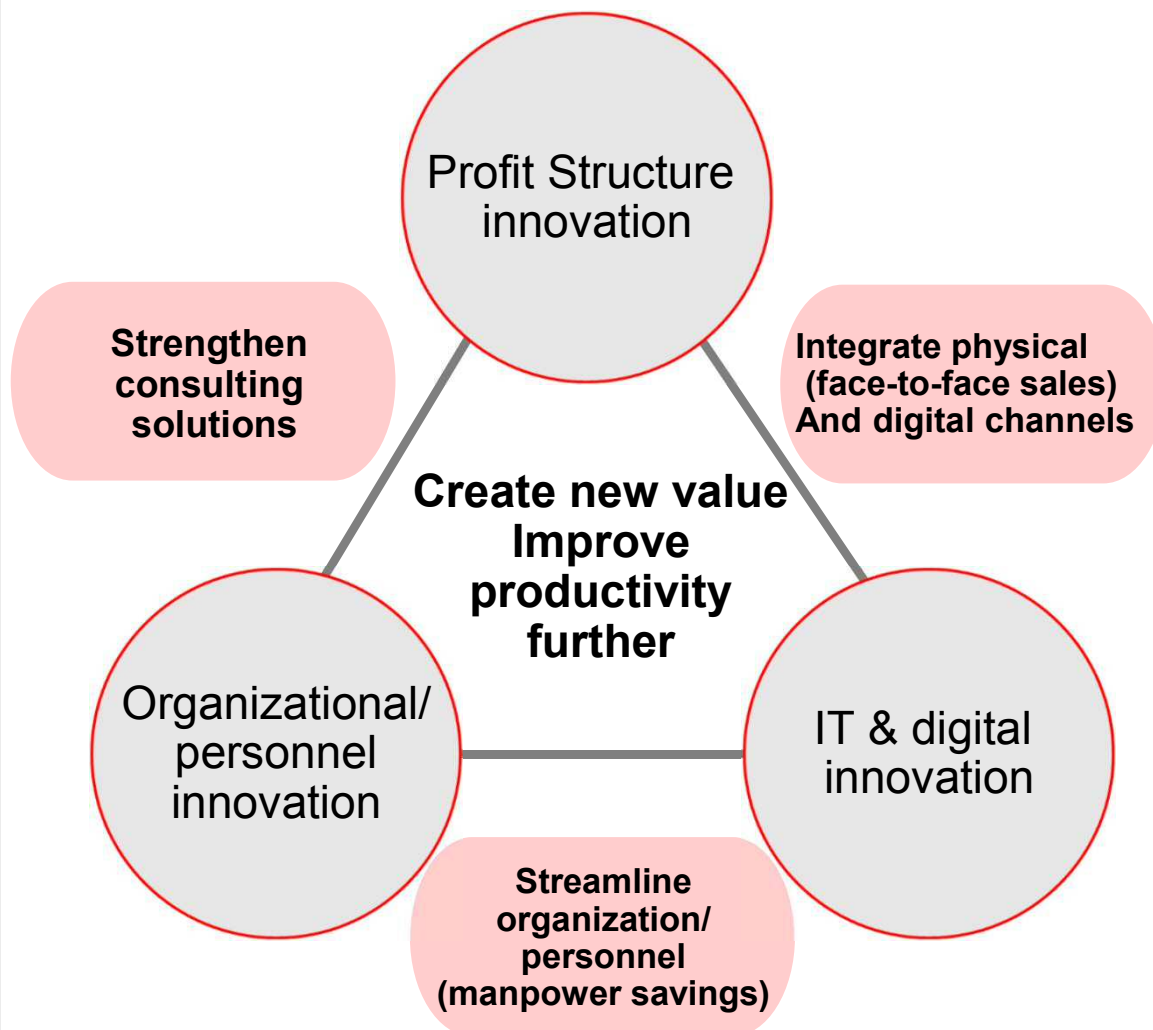 Profit Structure
innovation
Strengthen
consulting
solutions
Integrate physical
(face-to-face sales)
And digital channels
Create new value
Improve
productivity
further
Organizational/
personnel
innovation
IT & digital
innovation
Streamline
organization/
personnel
(manpower savings)